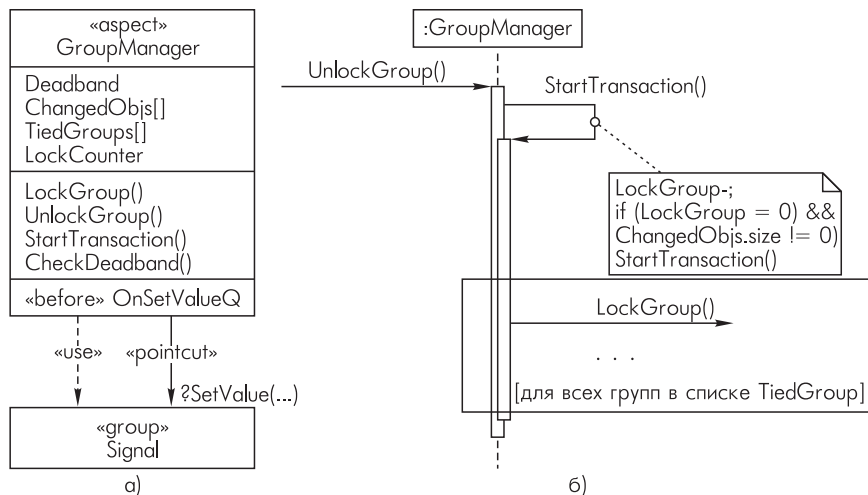 «aspect»
GroupManager
Deadband
ChangedObjs[]
TiedGroups[]
LockCounter
LockGroup()
UnlockGroup()
StartTransaction()
CheckDeadband()
«before» OnSetValueQ
«use»
«pointcut»
?SetValue(...)
«group»
Signal
а)
:GroupManager
UnlockGroup()
StartTransaction()
LockGroup-;
if (LockGroup = 0) &&
ChangedObjs.size != 0)
StartTransaction()
LockGroup()
. . .
[для всех групп в списке TiedGroup]
б)